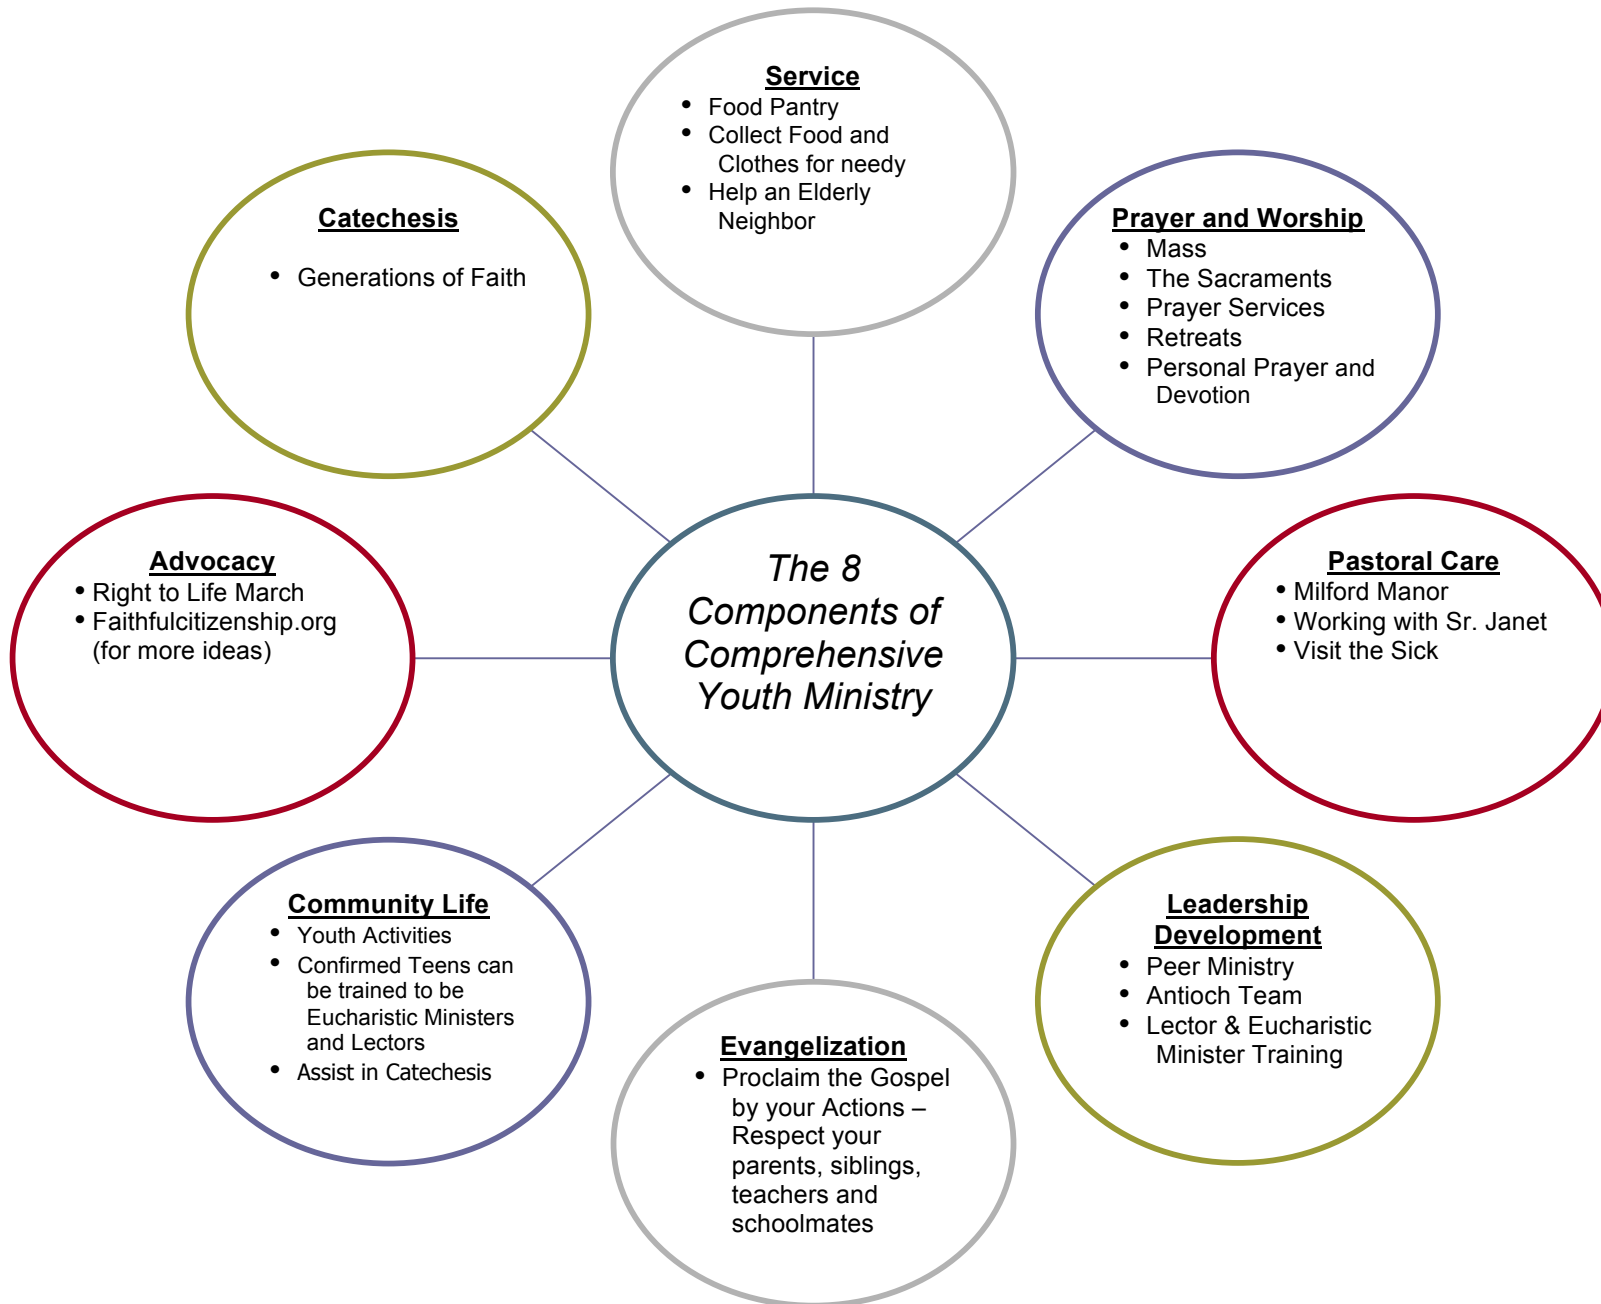 Service
• Food Pantry
• Collect Food and
Clothes for needy
• Help an Elderly
Neighbor
Catechesis
• Generations of Faith
Prayer and Worship
• Mass
• The Sacraments
• Prayer Services
• Retreats
• Personal Prayer and
Devotion
Advocacy
• Right to Life March
• Faithfulcitizenship.org
(for more ideas)
The 8
Components of
Comprehensive
Youth Ministry
Pastoral Care
• Milford Manor
• Working with Sr. Janet
• Visit the Sick
Community Life
• Youth Activities
• Confirmed Teens can
be trained to be
Eucharistic Ministers
and Lectors
• Assist in Catechesis
Evangelization
• Proclaim the Gospel
by your Actions –
Respect your
parents, siblings,
teachers and
schoolmates
Leadership
Development
• Peer Ministry
• Antioch Team
• Lector & Eucharistic
Minister Training